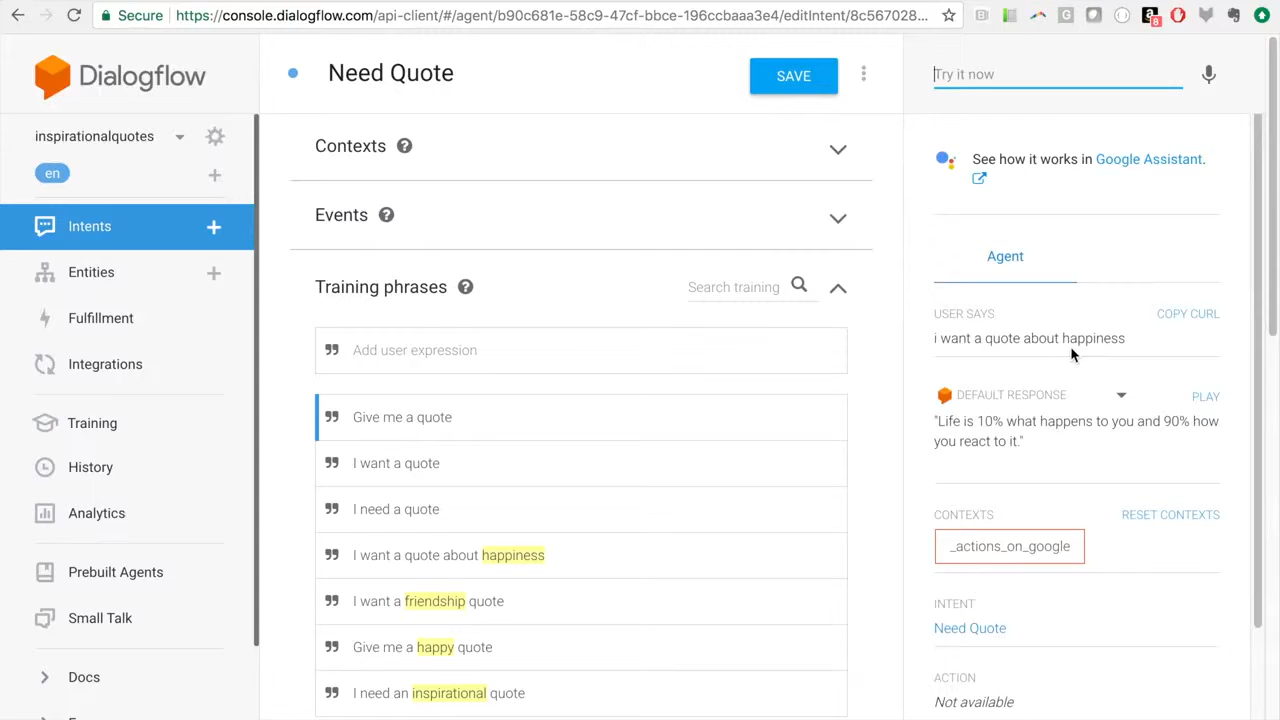 Secure
https://console.dialogflow.com/api-client/#/agent/b90c681e-58c9-47cf-bbce-196ccbaaa3e4/editIntent/8c567028...
8
Dialogflow
inspirationalquotes
en
Intents
Entities
Fulfillment
Integrations
Training
History
Analytics
Prebuilt Agents
Small Talk
Docs
Need Quote
SAVE
Contexts
Events
Training phrases
Search training
Add user expression
Give me a quote
I want a quote
I need a quote
I want a quote about happiness
I want a friendship quote
Give me a happy quote
I need an inspirational quote
Try it now
See how it works in Google Assistant.
Agent
USER SAYS
COPY CURL
i want a quote about happiness
DEFAULT RESPONSE
PLAY
"Life is 10% what happens to you and 90% how
you react to it."
CONTEXTS
RESET CONTEXTS
_actions_on_google
INTENT
Need Quote
ACTION
Not available